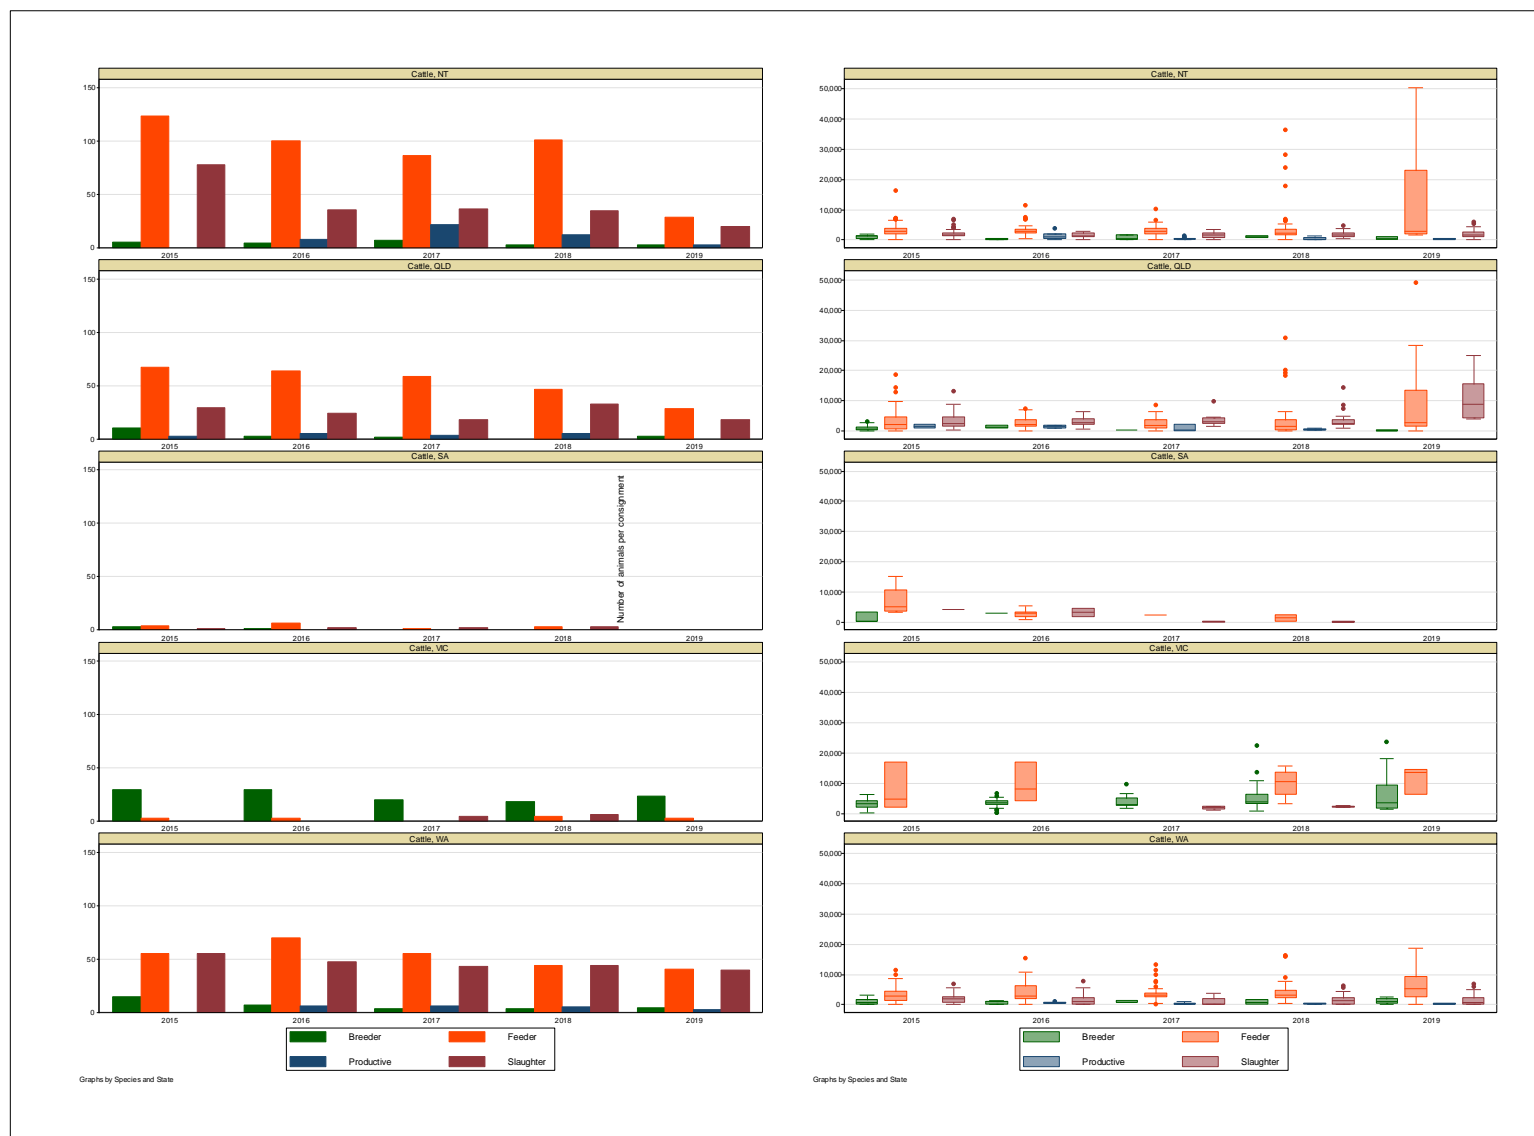 Cattle, NT
150
100
50
0
2015 2016 2017 2018 2019
Cattle, QLD
150
100
50
0
2015 2016 2017 2018 2019
Cattle, SA
150
100
50
0
2015 2016 2017 2018 2019
Cattle, VIC
150
100
50
0
2015 2016 2017 2018 2019
Cattle, WA
150
100
50
0
2015 2016 2017 2018 2019
Breeder Feeder
Productive Slaughter
Graphs by Species and State
Number of animals per consignment
Cattle, NT
50,000
40,000
30,000
20,000
10,000
0
2015 2016 2017 2018 2019
Cattle, QLD
50,000
40,000
30,000
20,000
10,000
0
2015 2016 2017 2018 2019
Cattle, SA
50,000
40,000
30,000
20,000
10,000
0
2015 2016 2017 2018 2019
Cattle, VIC
50,000
40,000
30,000
20,000
10,000
0
2015 2016 2017 2018 2019
Cattle, WA
50,000
40,000
30,000
20,000
10,000
0
2015 2016 2017 2018 2019
Breeder Feeder
Productive Slaughter
Graphs by Species and State